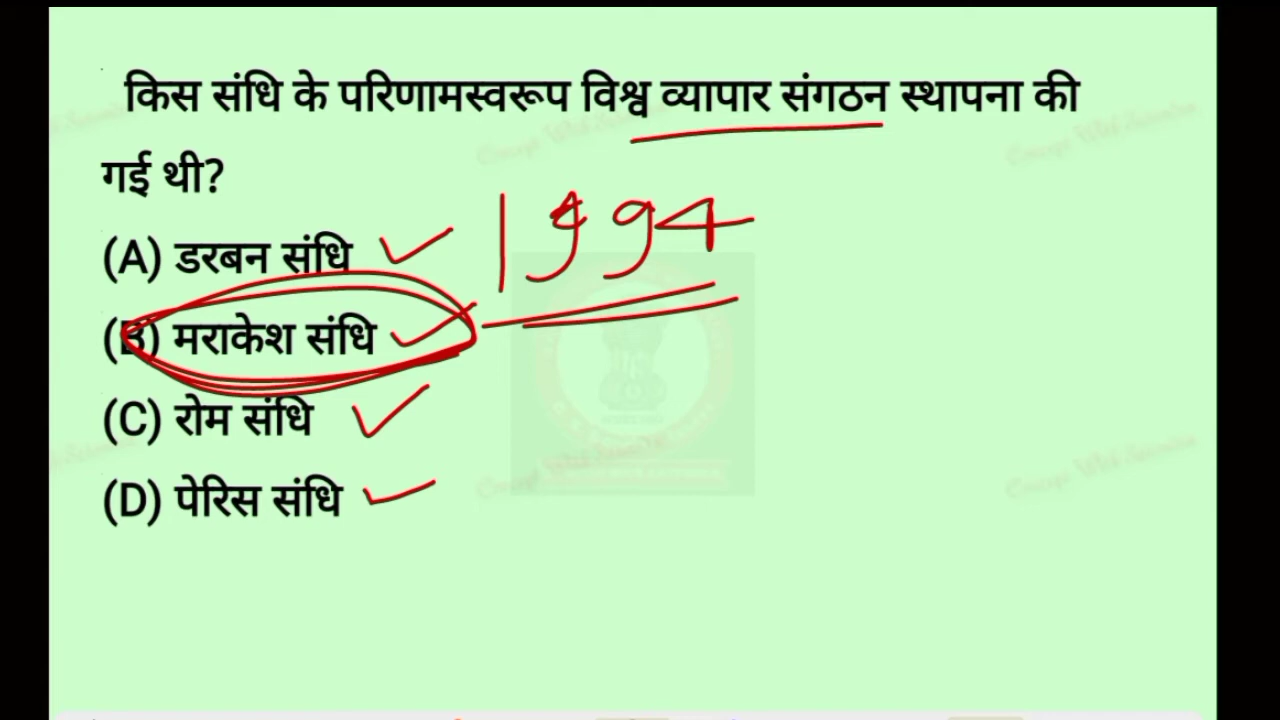 किस संधि के परिणामस्वरूप विश्व व्यापार संगठन स्थापना की
गई थी?
1994
(A) डरबन संधि
(B) मराकेश संधि
(C) रोम संधि
(D) पेरिस संधि